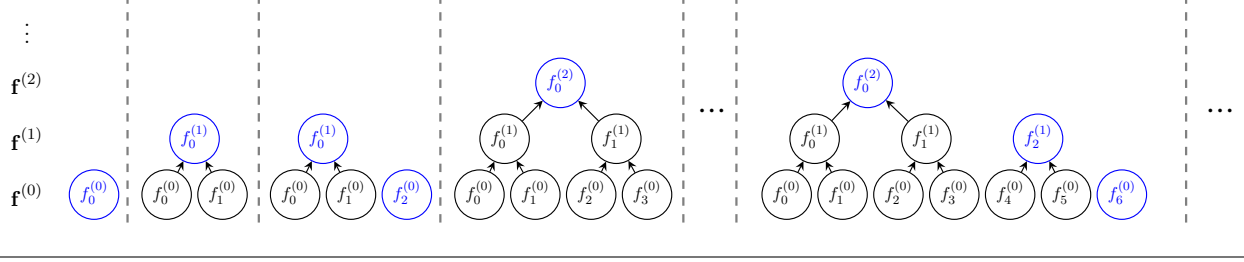 ⋮
f^{(2)} f_0^{(2)} f_0^{(2)}
... ...
f^{(1)} f_0^{(1)} f_0^{(1)} f_0^{(1)} f_1^{(1)} f_0^{(1)} f_1^{(1)} f_2^{(1)}
f^{(0)} f_0^{(0)} f_0^{(0)} f_1^{(0)} f_0^{(0)} f_1^{(0)} f_2^{(0)} f_0^{(0)} f_1^{(0)} f_2^{(0)} f_3^{(0)} f_0^{(0)} f_1^{(0)} f_2^{(0)} f_3^{(0)} f_4^{(0)} f_5^{(0)} f_6^{(0)}